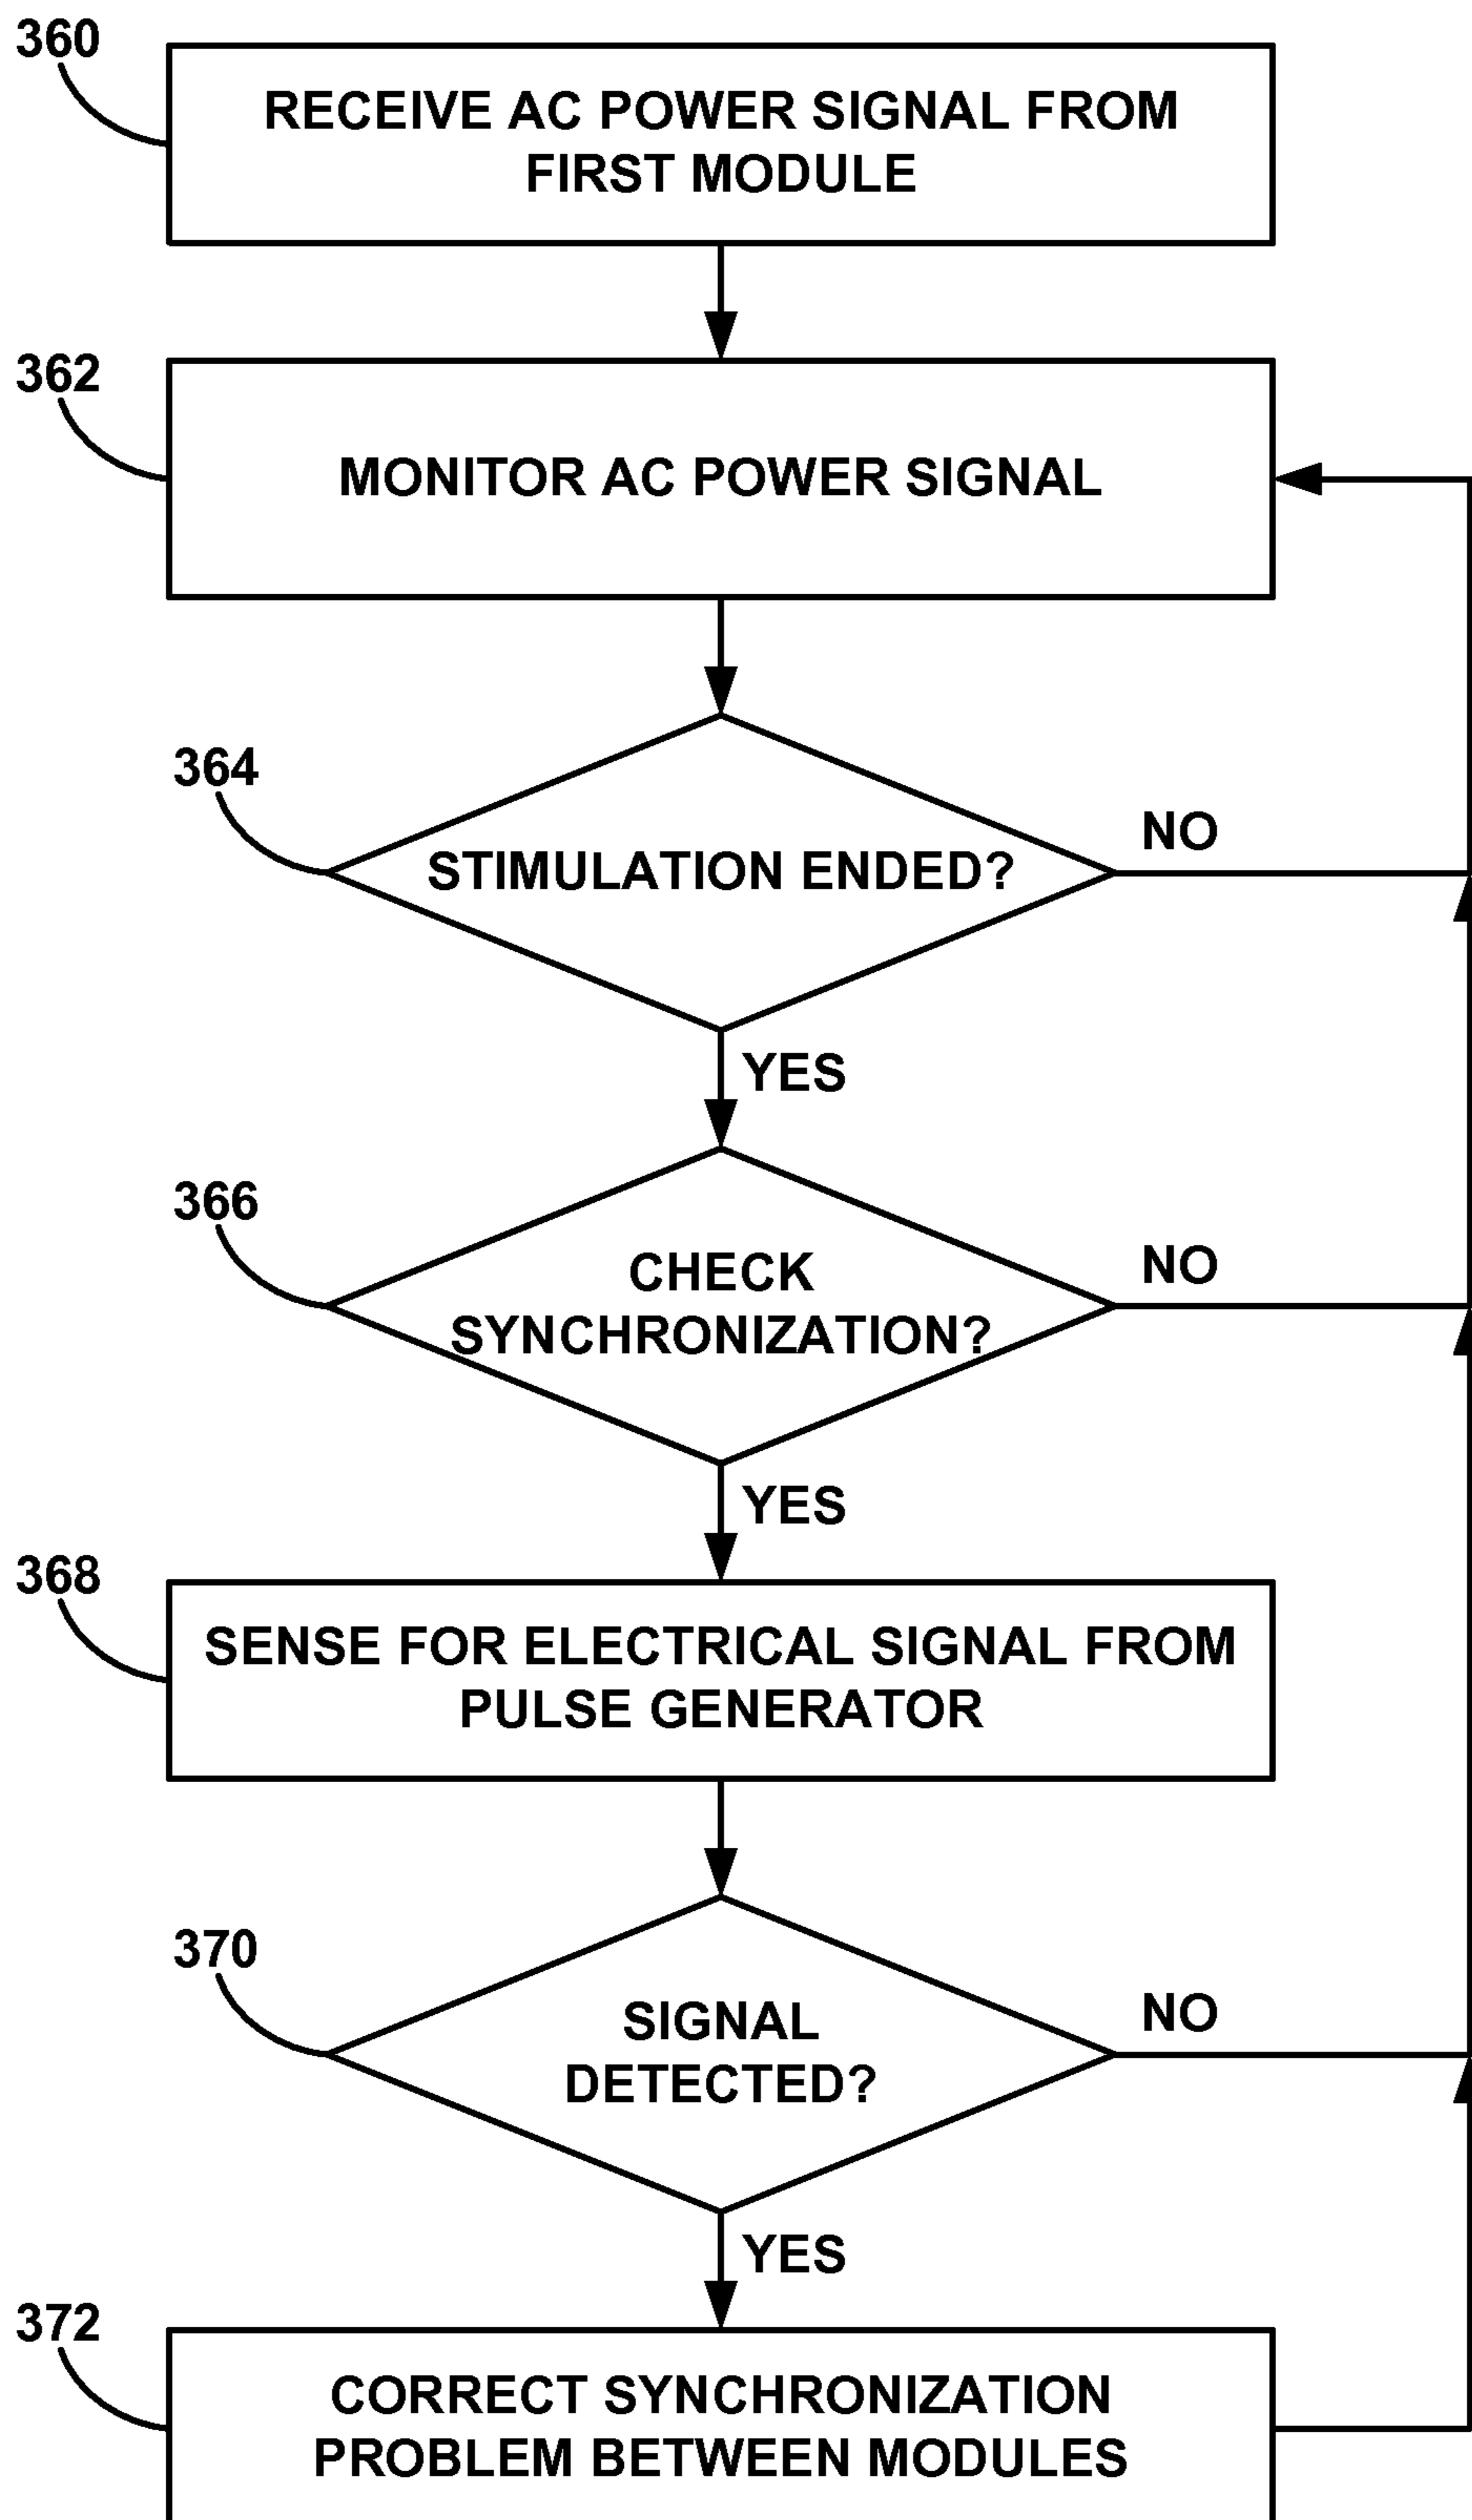 360
RECEIVE AC POWER SIGNAL FROM
FIRST MODULE
362
MONITOR AC POWER SIGNAL
364
STIMULATION ENDED?
NO
YES
366
CHECK
SYNCHRONIZATION?
NO
YES
368
SENSE FOR ELECTRICAL SIGNAL FROM
PULSE GENERATOR
370
SIGNAL
DETECTED?
NO
YES
372
CORRECT SYNCHRONIZATION
PROBLEM BETWEEN MODULES